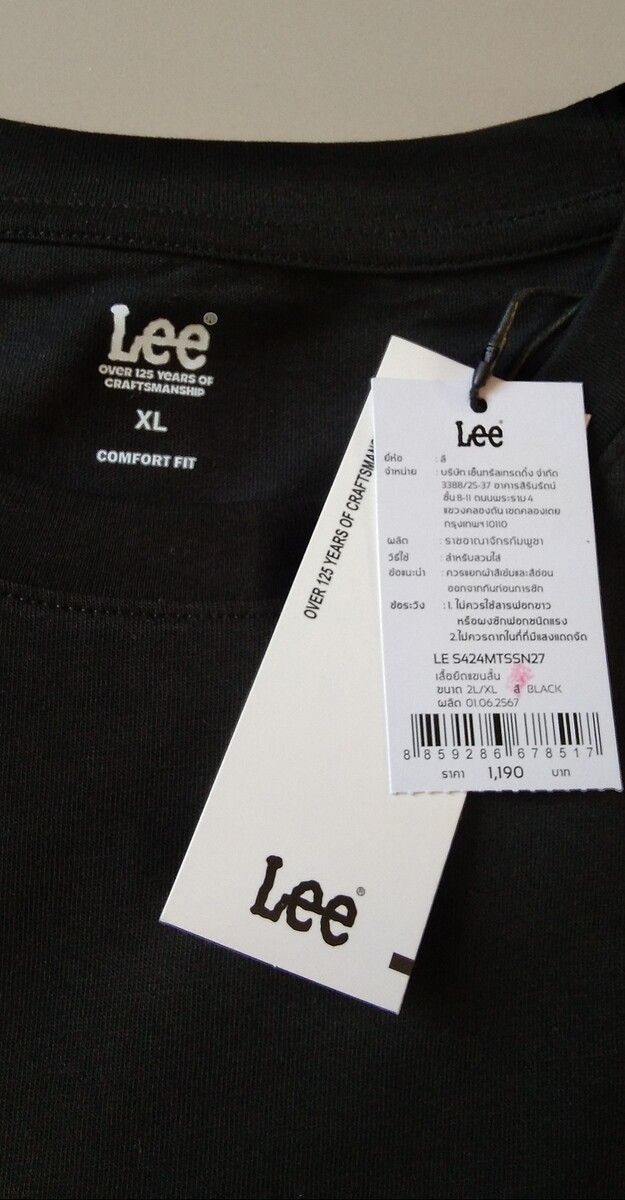 Lee®
OVER 125 YEARS OF
CRAFTSMANSHIP
XL
COMFORT FIT
OVER 125 YEARS OF
Lee®
Lee
ยี่ห้อ : ลี
จำหน่าย : บริษัท เซ็นทรัลเทรดดิ้ง จำกัด
3388/25-37 อาคารสิรินรัตน์
ชั้น 8-11 ถนนพระราม 4
แขวงคลองตัน เขตคลองเตย
กรุงเทพฯ 10110
ผลิต : ราชอาณาจักรกัมพูชา
วิธีใช้ : สำหรับสวมใส่
ข้อแนะนำ : ควรแยกผ้าสีเข้มและสีอ่อน
ออกจากกันก่อนการซัก
ข้อระวัง : 1. ไม่ควรใช้สารฟอกขาว
หรือผงซักฟอกชนิดแรง
2.ไม่ควรตากในที่ที่มีแสงแดดจัด
LE S424MTSSN27
เสื้อยืดแขนสั้น
ขนาด 2L/XL สี BLACK
ผลิต 01.06.2567
8 859286 678517
ราคา 1,190 บาท